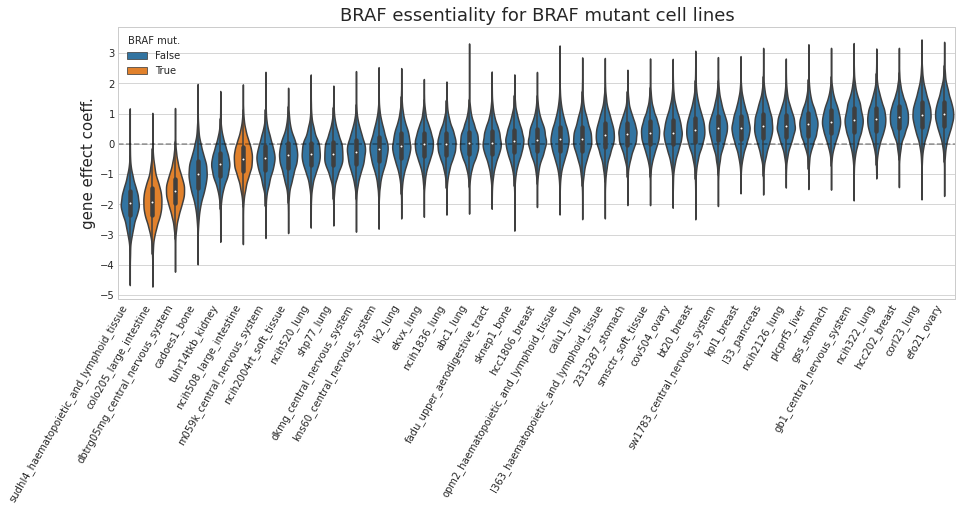 BRAF essentiality for BRAF mutant cell lines
gene effect coeff.
BRAF mut.
False
True
3
2
1
0
−1
−2
−3
−4
−5
sudhl4_haematopoietic_and_lymphoid_tissue
colo205_large_intestine
dbtrg05mg_central_nervous_system
cadoes1_bone
tuhr14tkb_kidney
ncih508_large_intestine
m059k_central_nervous_system
ncih2004rt_soft_tissue
ncih520_lung
shp77_lung
dkmg_central_nervous_system
kns60_central_nervous_system
lk2_lung
ekvx_lung
ncih1836_lung
abc1_lung
fadu_upper_aerodigestive_tract
sknep1_bone
hcc1806_breast
opm2_haematopoietic_and_lymphoid_tissue
calu1_lung
l363_haematopoietic_and_lymphoid_tissue
2313287_stomach
smsctr_soft_tissue
cov504_ovary
bt20_breast
sw1783_central_nervous_system
kpl1_breast
l33_pancreas
ncih2126_lung
plcprf5_liver
gss_stomach
gb1_central_nervous_system
ncih322_lung
hcc202_breast
corl23_lung
efo21_ovary